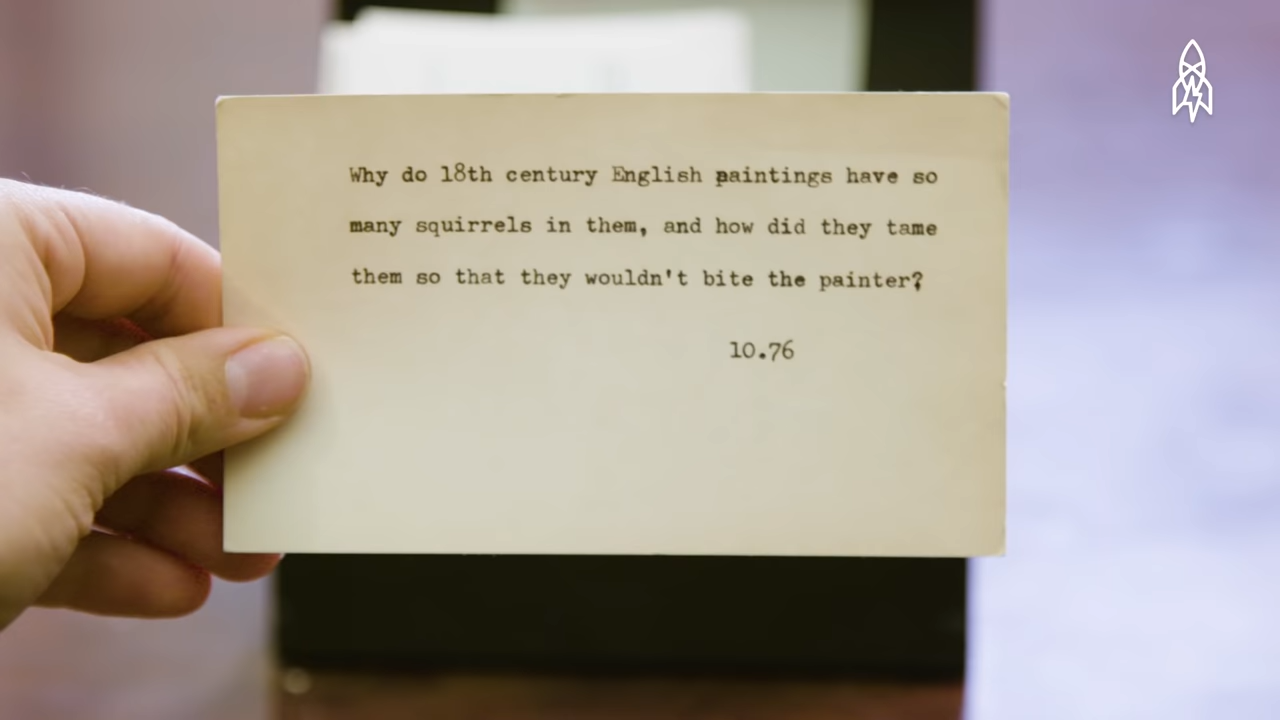 Why do 18th century English paintings have so
many squirrels in them, and how did they tame
them so that they wouldn't bite the painter?
10.76